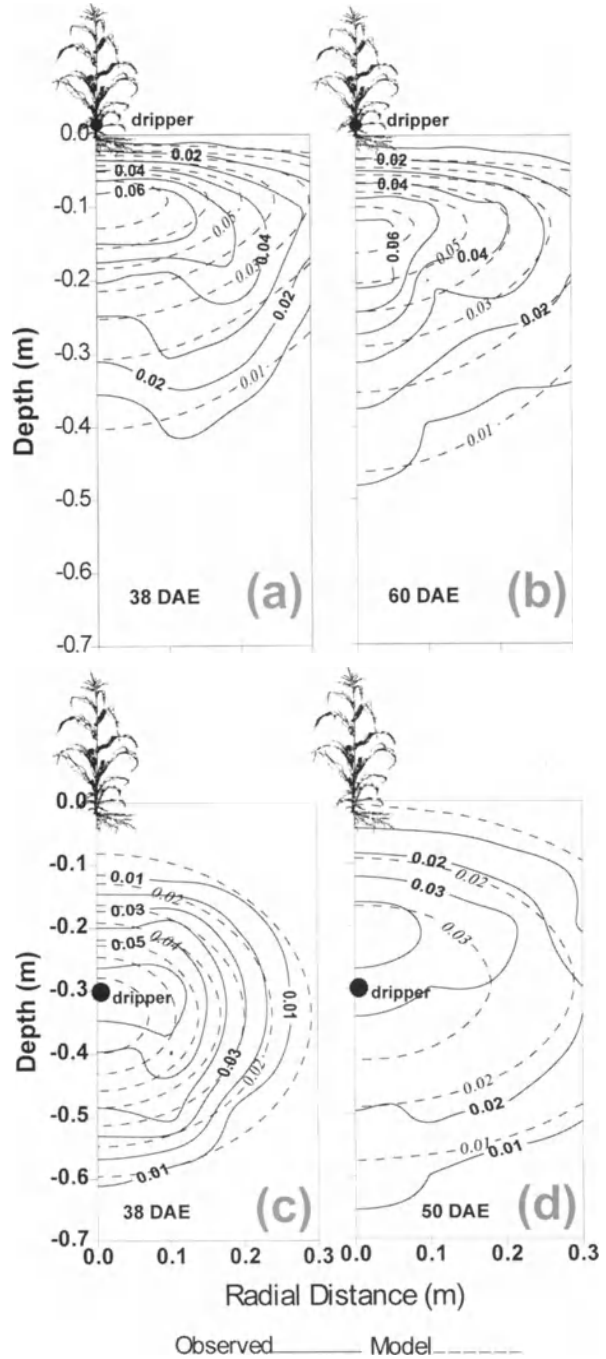 dripper
0.0
0.02
0.04
0.06
0.05
0.04
0.03
0.02
0.02
0.01
-0.1
-0.2
-0.3
-0.4
-0.5
-0.6
-0.7
Depth (m)
38 DAE
(a)
dripper
0.02
0.04
0.06
0.05
0.04
0.03
0.02
0.01
60 DAE
(b)
0.0
-0.1
-0.2
-0.3
-0.4
-0.5
-0.6
-0.7
Depth (m)
0.01
0.02
0.03
0.04
0.05
dripper
0.01
0.03
0.02
0.01
38 DAE
(c)
0.02
0.02
0.03
0.03
dripper
0.02
0.02
0.01
0.01
50 DAE
(d)
0.0 0.1 0.2 0.3
0.0 0.1 0.2 0.3
Radial Distance (m)
Observed Model